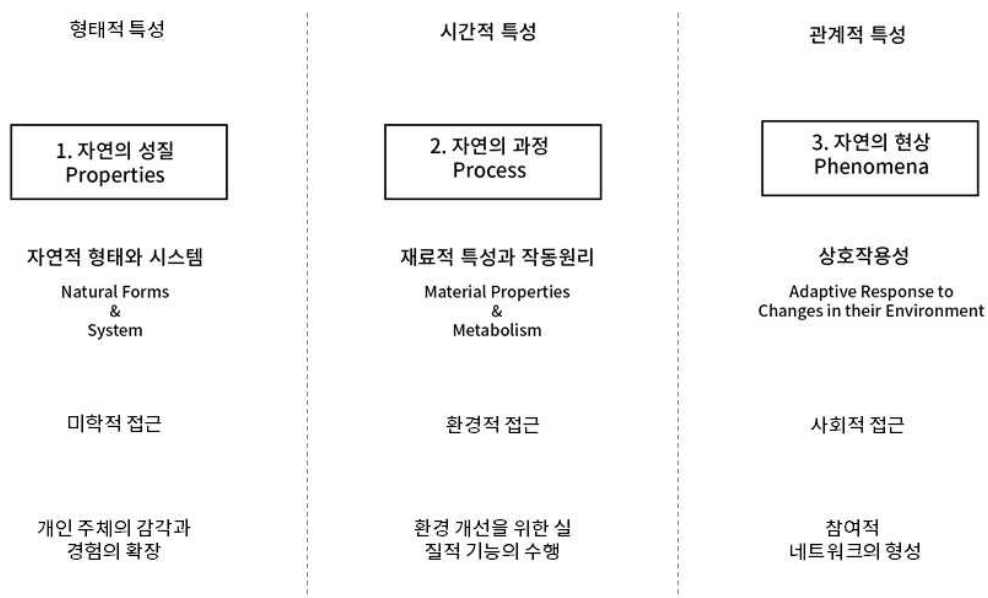 형태적 특성
시간적 특성
관계적 특성
1. 자연의 성질
Properties
2. 자연의 과정
Process
3. 자연의 현상
Phenomena
자연적 형태와 시스템
Natural Forms
&
System
재료적 특성과 작동원리
Material Properties
&
Metabolism
상호작용성
Adaptive Response to
Changes in their Environment
미학적 접근
환경적 접근
사회적 접근
개인 주체의 감각과
경험의 확장
환경 개선을 위한 실
질적 기능의 수행
참여적
네트워크의 형성